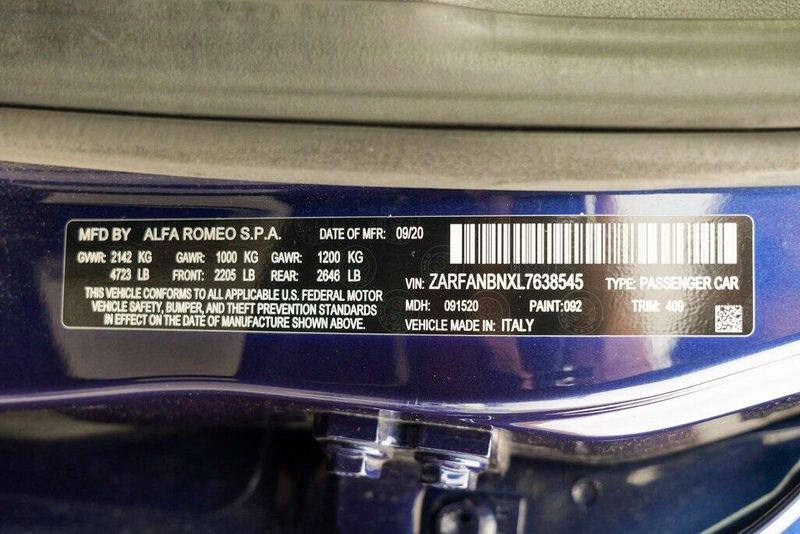 MFD BY ALFA ROMEO S.P.A. DATE OF MFR: 09/20
GVWR: 2142 KG GAWR: 1000 KG GAWR: 1200 KG
4723 LB FRONT: 2205 LB REAR: 2646 LB
THIS VEHICLE CONFORMS TO ALL APPLICABLE U.S. FEDERAL MOTOR
VEHICLE SAFETY, BUMPER, AND THEFT PREVENTION STANDARDS
IN EFFECT ON THE DATE OF MANUFACTURE SHOWN ABOVE.
VIN: ZARFANBNXL7638545 TYPE: PASSENGER CAR
MDH: 091520 PAINT: 092 TRIM: 409
VEHICLE MADE IN: ITALY